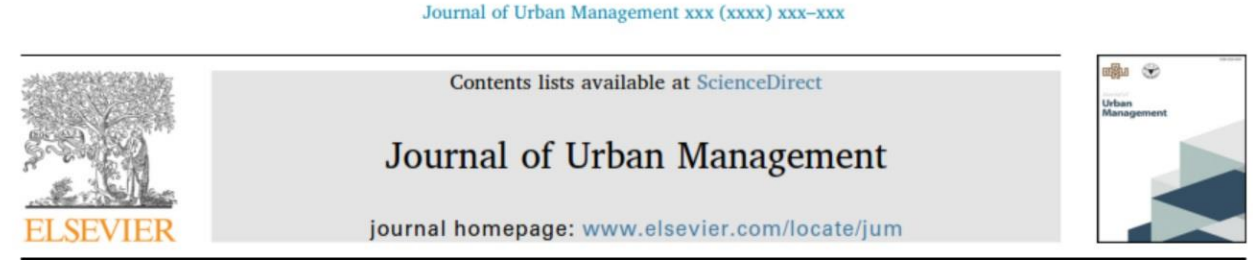 Journal of Urban Management xxx (xxxx) xxx–xxx
Contents lists available at ScienceDirect
Journal of Urban Management
journal homepage: www.elsevier.com/locate/jum
ELSEVIER
Urban
Management